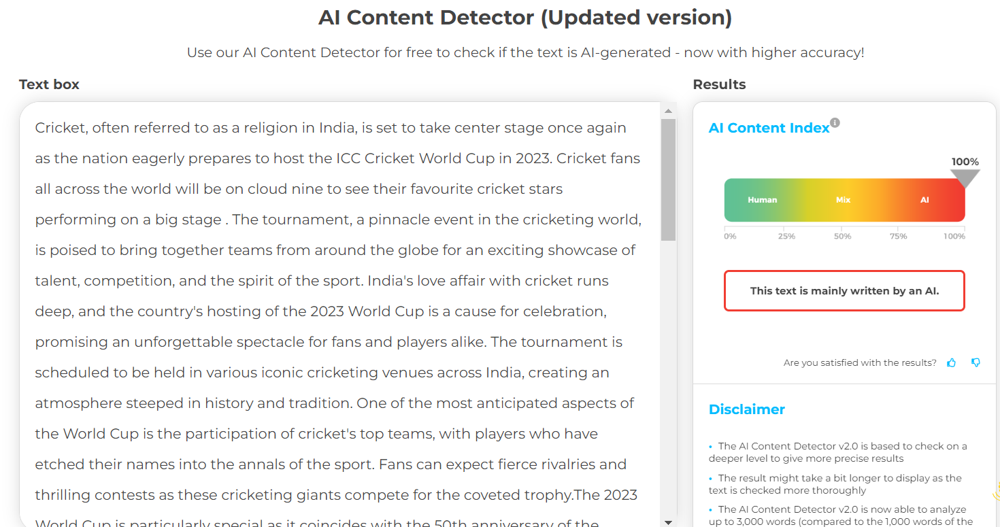 AI Content Detector (Updated version)
Use our AI Content Detector for free to check if the text is AI-generated - now with higher accuracy!
Text box
Cricket, often referred to as a religion in India, is set to take center stage once again
as the nation eagerly prepares to host the ICC Cricket World Cup in 2023. Cricket fans
all across the world will be on cloud nine to see their favourite cricket stars
performing on a big stage . The tournament, a pinnacle event in the cricketing world,
is poised to bring together teams from around the globe for an exciting showcase of
talent, competition, and the spirit of the sport. India's love affair with cricket runs
deep, and the country's hosting of the 2023 World Cup is a cause for celebration,
promising an unforgettable spectacle for fans and players alike. The tournament is
scheduled to be held in various iconic cricketing venues across India, creating an
atmosphere steeped in history and tradition. One of the most anticipated aspects of
the World Cup is the participation of cricket's top teams, with players who have
etched their names into the annals of the sport. Fans can expect fierce rivalries and
thrilling contests as these cricketing giants compete for the coveted trophy.The 2023
World Cup is particularly special as it coincides with the 50th anniversary of the
Results
AI Content Index
100%
Human Mix AI
0% 25% 50% 75% 100%
This text is mainly written by an AI.
Are you satisfied with the results?
Disclaimer
• The AI Content Detector v2.0 is based to check on a
deeper level to give more precise results
• The result might take a bit longer to display as the
text is checked more thoroughly
• The AI Content Detector v2.0 is now able to analyze
up to 3,000 words (compared to the 1,000 words of the